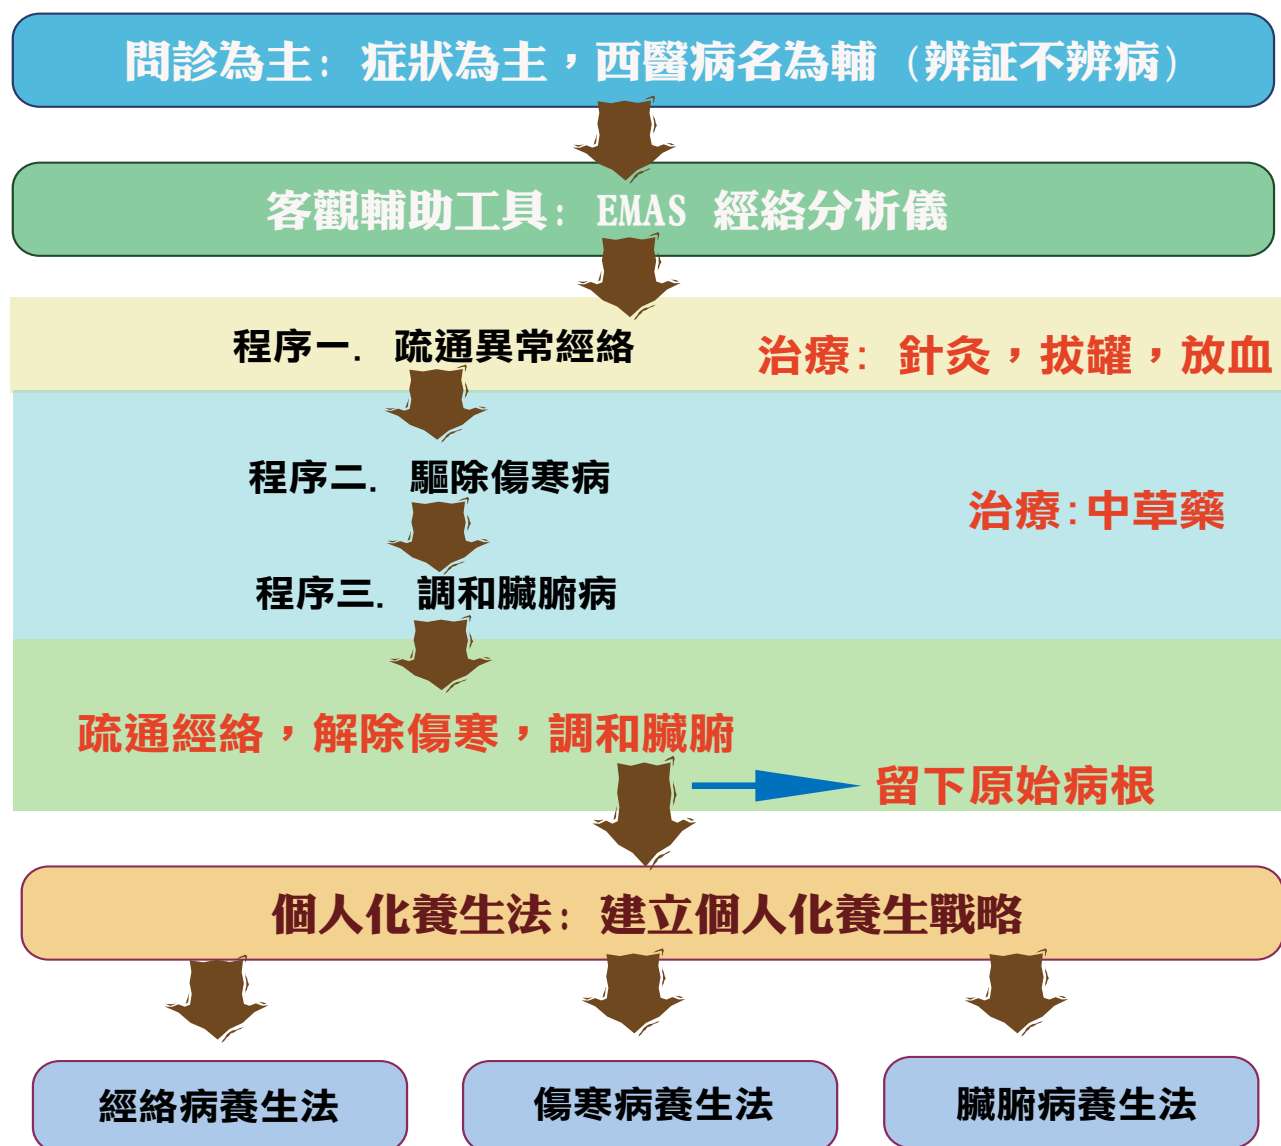 問診為主: 症狀為主，西醫病名為輔 (辨証不辨病)
客觀輔助工具: EMAS 經絡分析儀
程序一. 疏通異常經絡
治療: 針灸，拔罐，放血
程序二. 驅除傷寒病
治療:中草藥
程序三. 調和臟腑病
疏通經絡，解除傷寒，調和臟腑
留下原始病根
個人化養生法: 建立個人化養生戰略
經絡病養生法
傷寒病養生法
臟腑病養生法